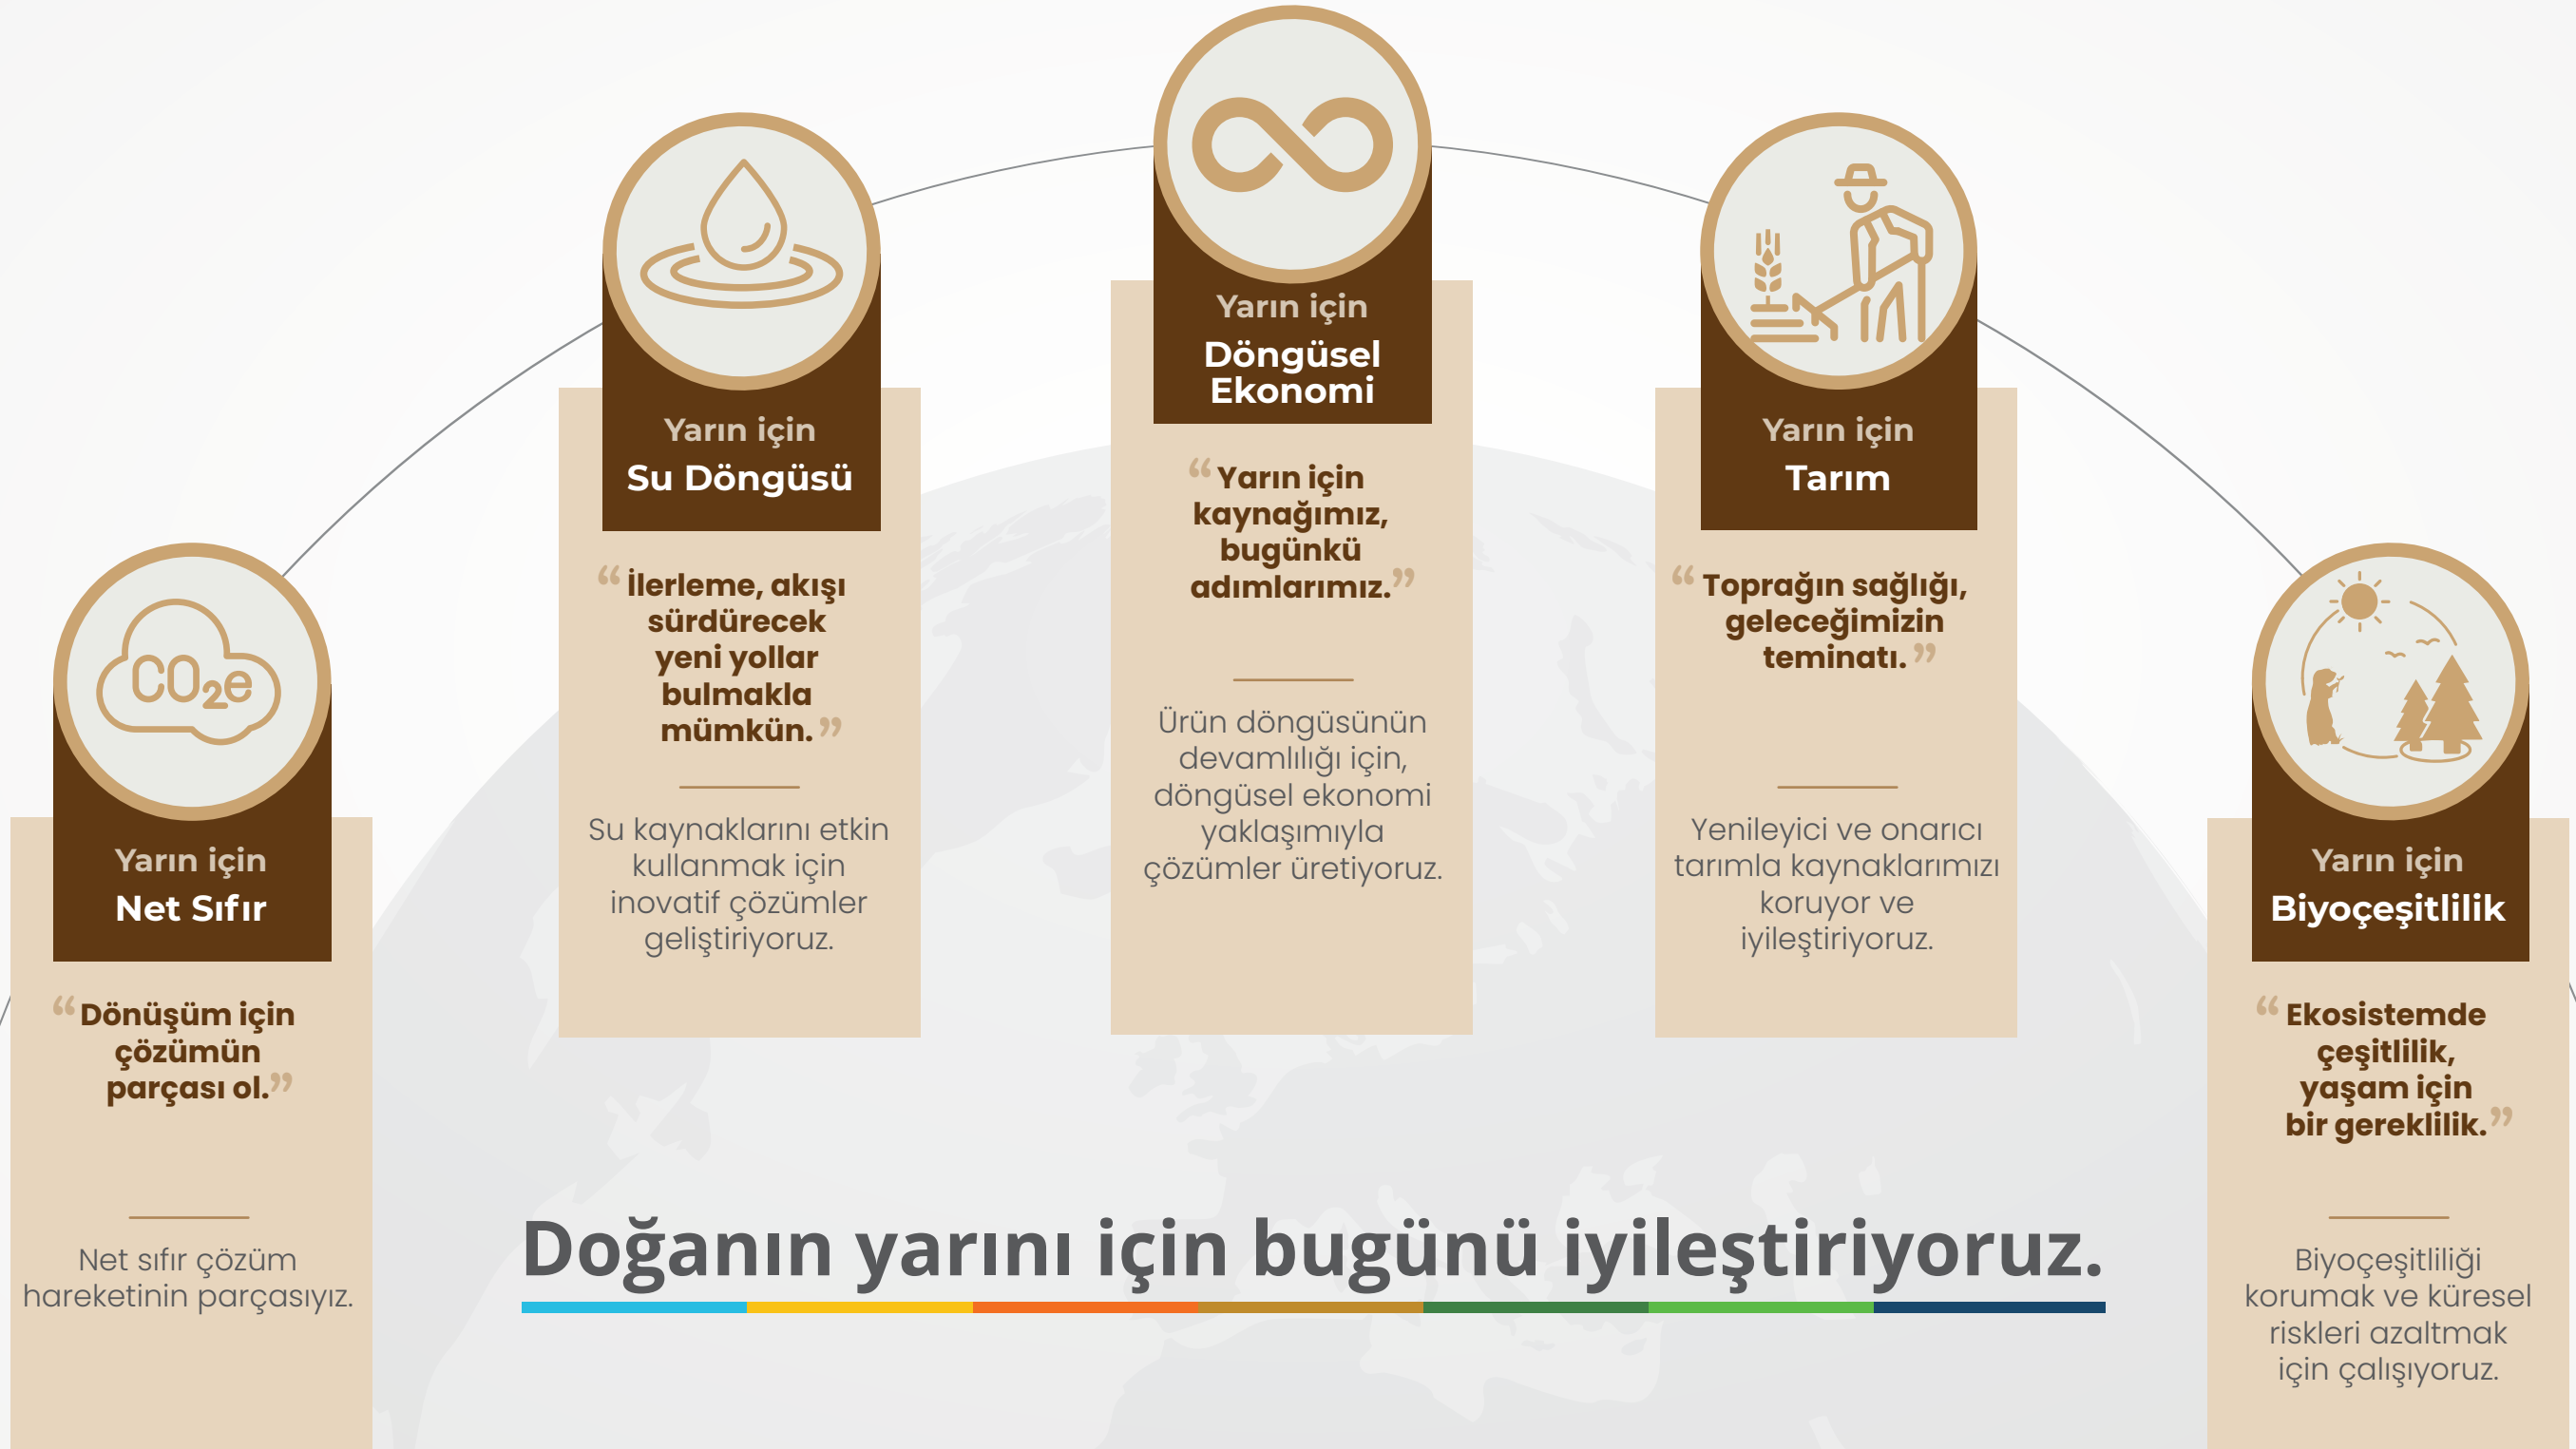 CO2e
Yarın için
Net Sıfır
“Dönüşüm için
çözümün
parçası ol.”
Net sıfır çözüm
hareketinin parçasıyız.
Yarın için
Su Döngüsü
“İlerleme, akışı
sürdürecek
yeni yollar
bulmakla
mümkün.”
Su kaynaklarını etkin
kullanmak için
inovatif çözümler
geliştiriyoruz.
Yarın için
Döngüsel
Ekonomi
“Yarın için
kaynağımız,
bugünkü
adımlarımız.”
Ürün döngüsünün
devamlılığı için,
döngüsel ekonomi
yaklaşımıyla
çözümler üretiyoruz.
Yarın için
Tarım
“Toprağın sağlığı,
geleceğimizin
teminatı.”
Yenileyici ve onarıcı
tarımla kaynaklarımızı
koruyor ve
iyileştiriyoruz.
Yarın için
Biyoçeşitlilik
“Ekosistemde
çeşitlilik,
yaşam için
bir gereklilik.”
Biyoçeşitliliği
korumak ve küresel
riskleri azaltmak
için çalışıyoruz.
Doğanın yarını için bugünü iyileştiriyoruz.